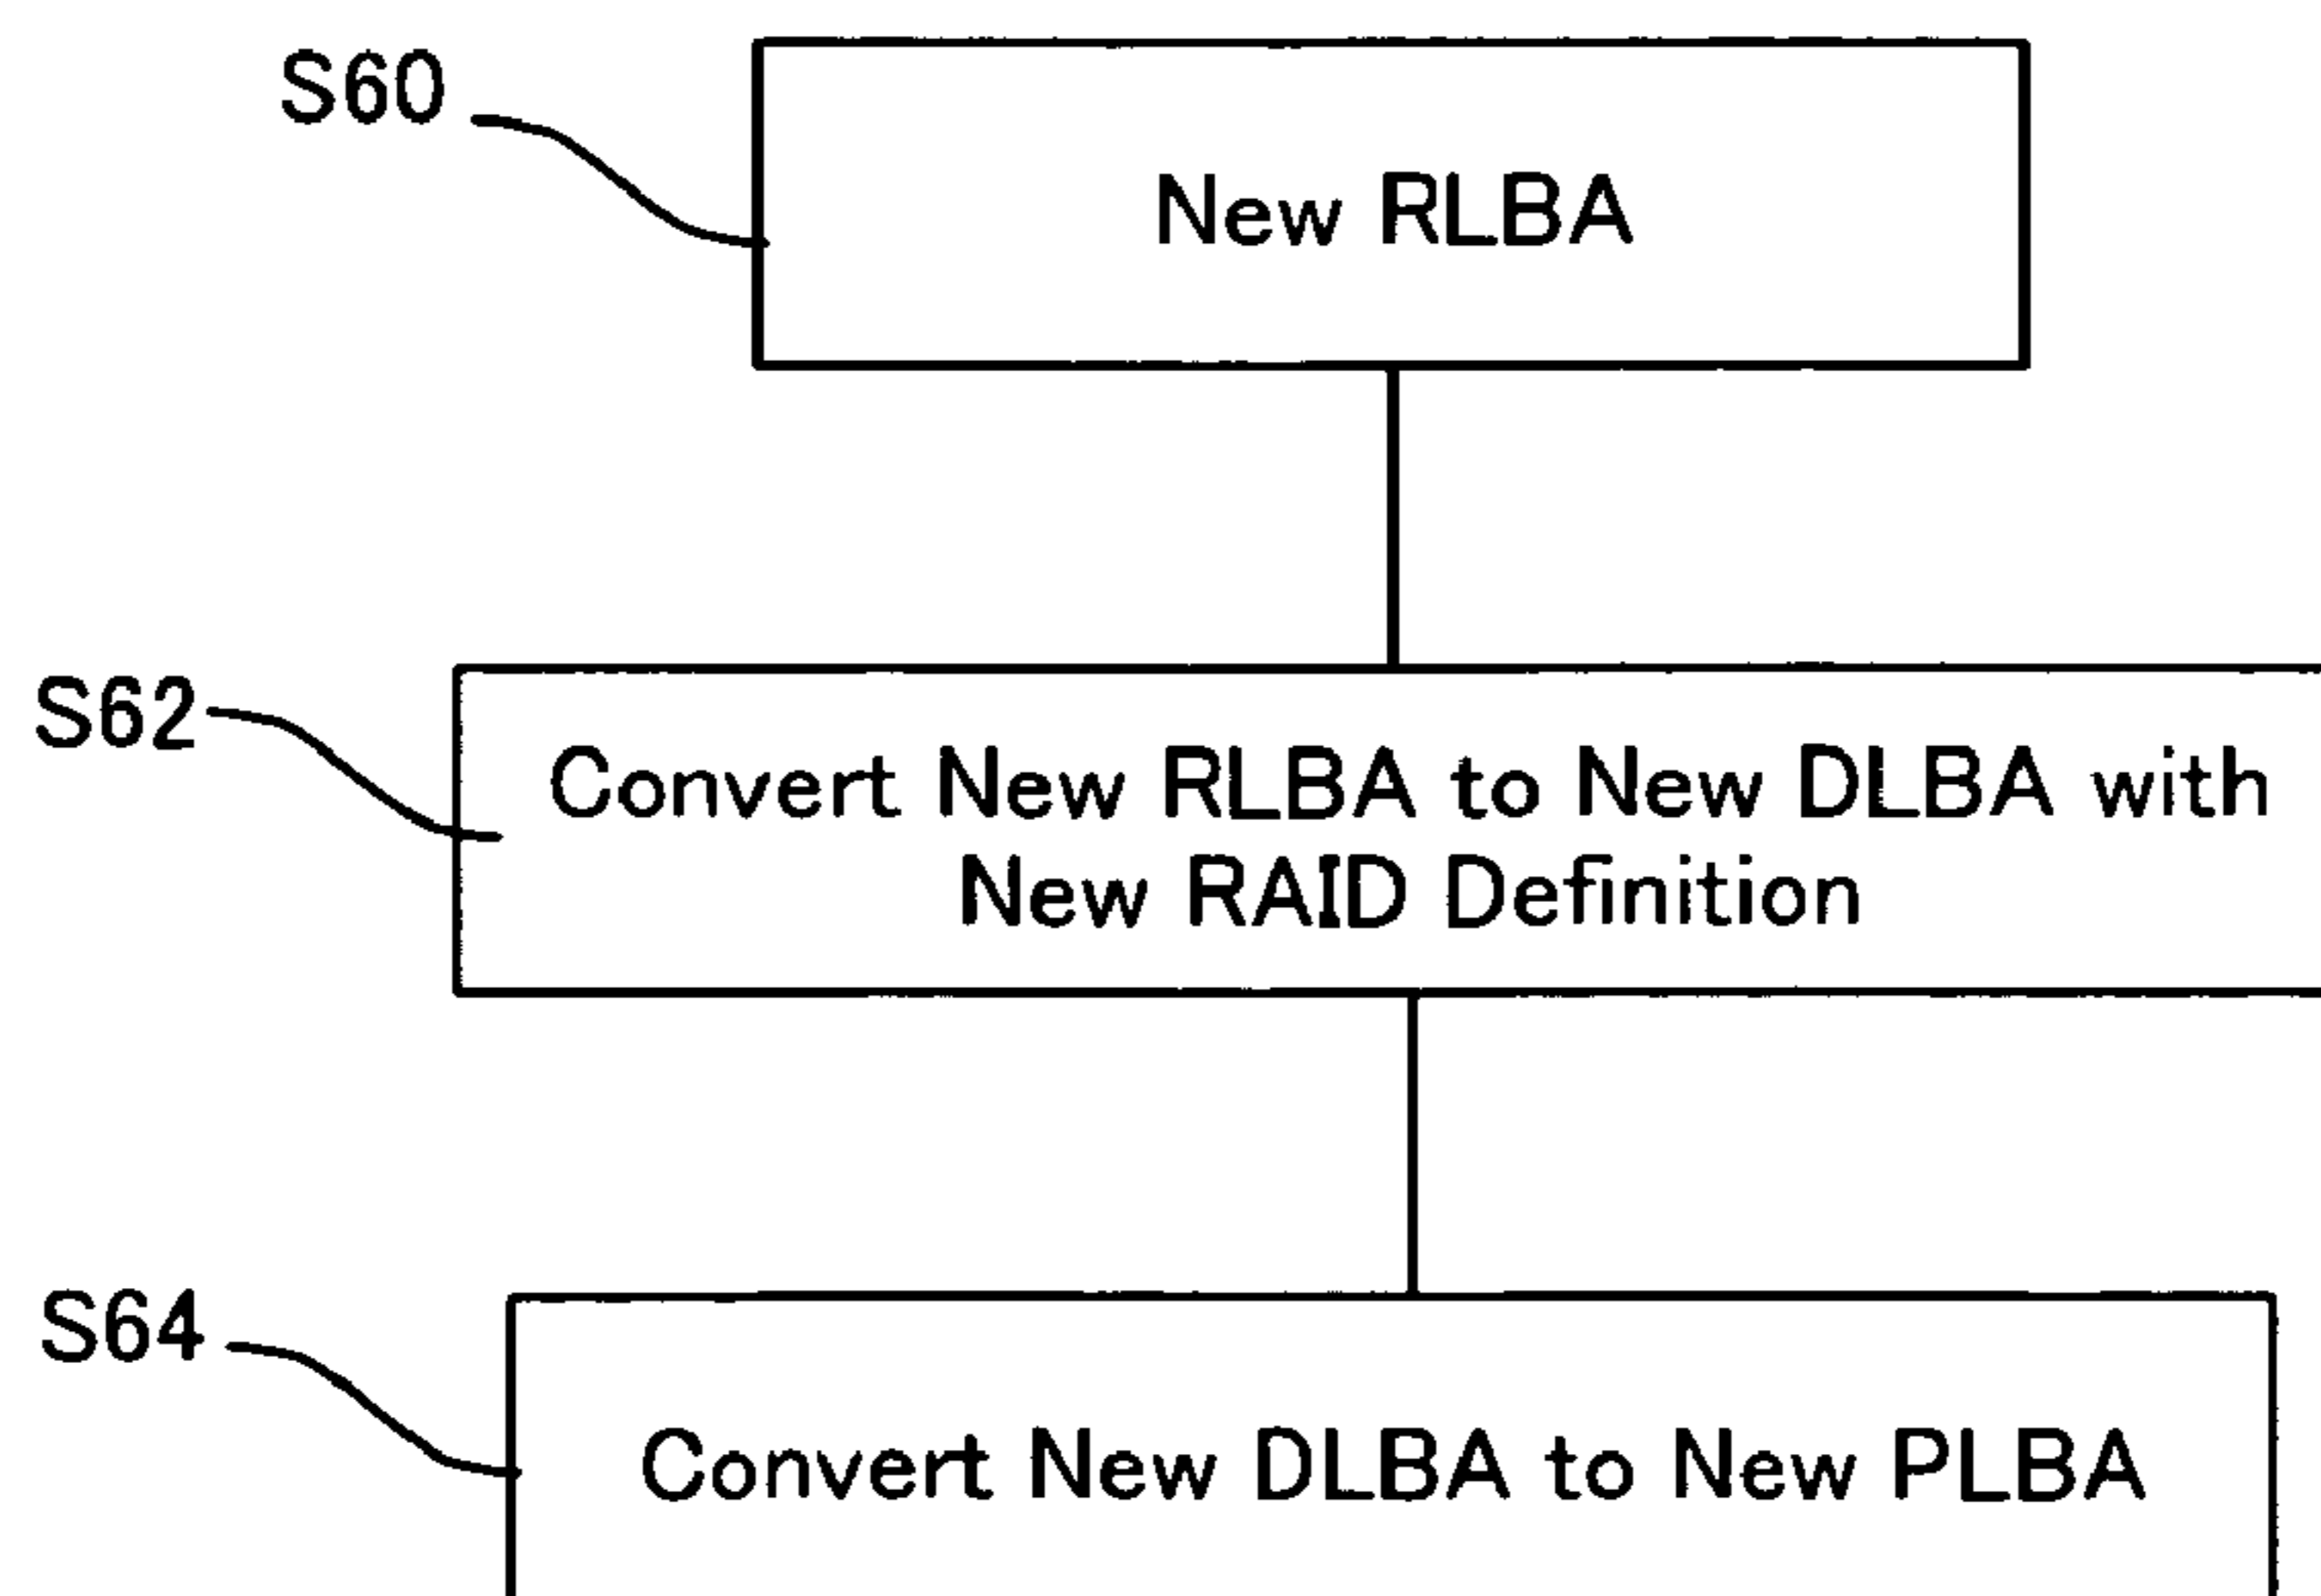 S60
New RLBA
S62
Convert New RLBA to New DLBA with
New RAID Definition
S64
Convert New DLBA to New PLBA